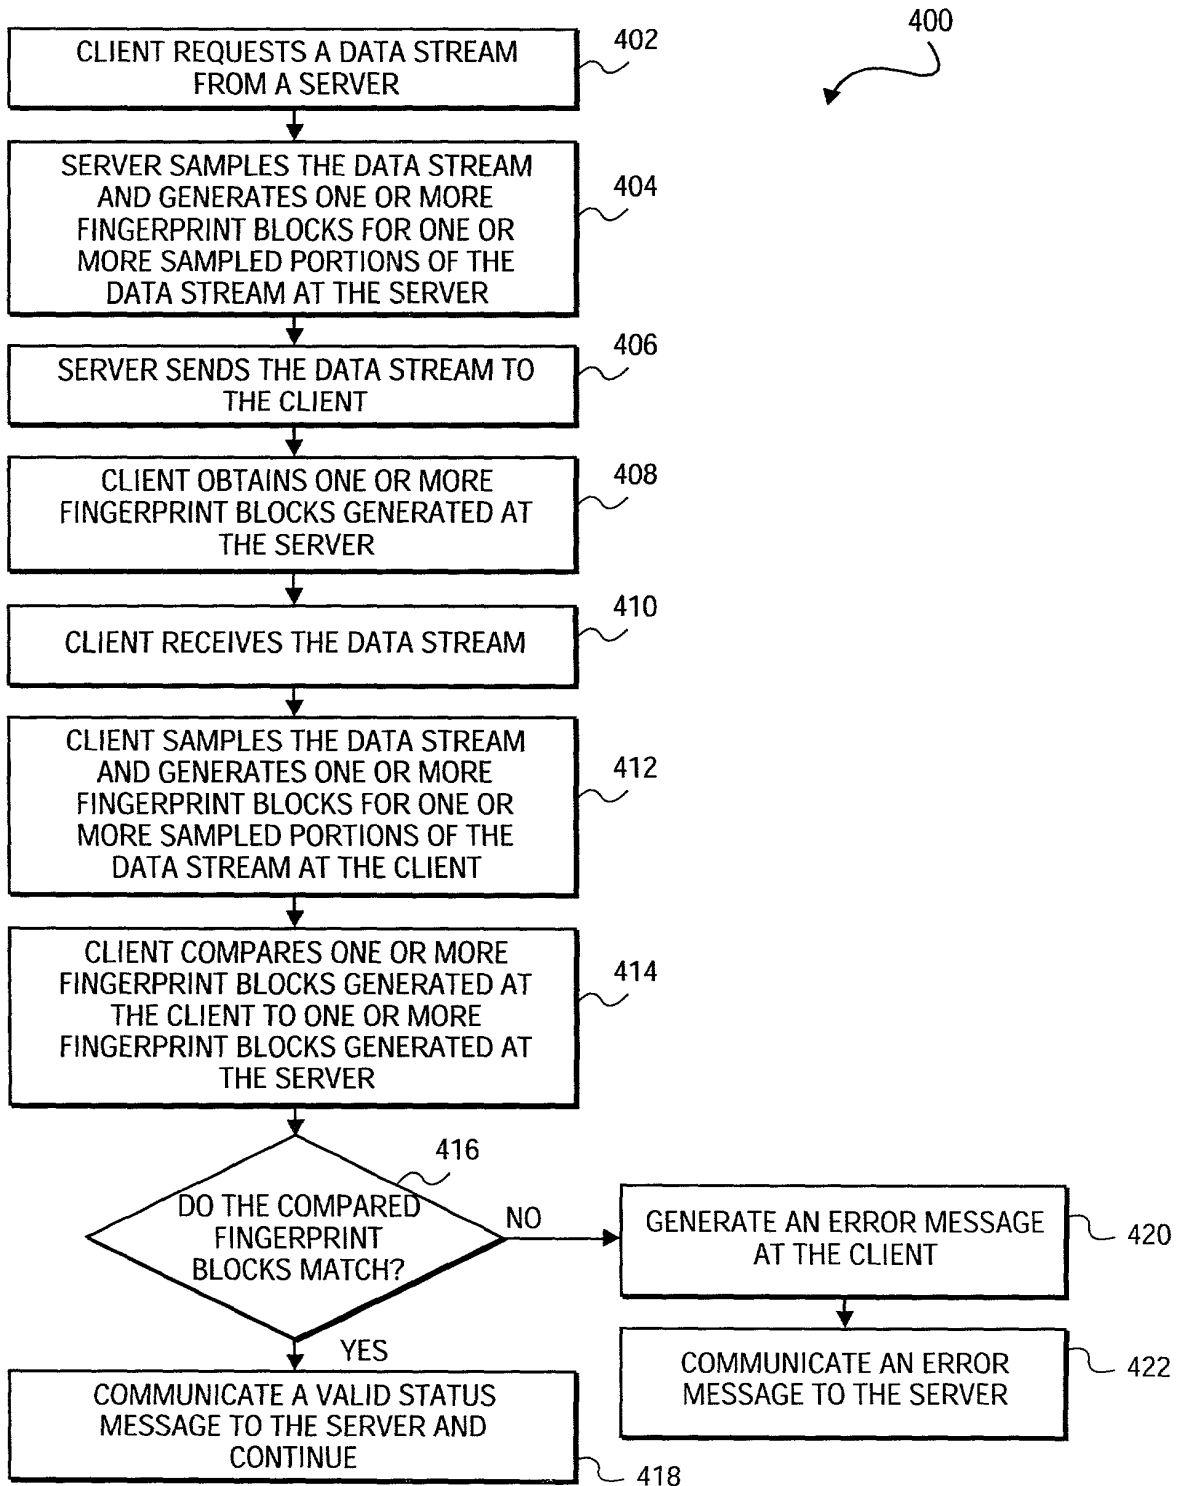 400
CLIENT REQUESTS A DATA STREAM
FROM A SERVER
402
SERVER SAMPLES THE DATA STREAM
AND GENERATES ONE OR MORE
FINGERPRINT BLOCKS FOR ONE OR
MORE SAMPLED PORTIONS OF THE
DATA STREAM AT THE SERVER
404
SERVER SENDS THE DATA STREAM TO
THE CLIENT
406
CLIENT OBTAINS ONE OR MORE
FINGERPRINT BLOCKS GENERATED AT
THE SERVER
408
CLIENT RECEIVES THE DATA STREAM
410
CLIENT SAMPLES THE DATA STREAM
AND GENERATES ONE OR MORE
FINGERPRINT BLOCKS FOR ONE OR
MORE SAMPLED PORTIONS OF THE
DATA STREAM AT THE CLIENT
412
CLIENT COMPARES ONE OR MORE
FINGERPRINT BLOCKS GENERATED AT
THE CLIENT TO ONE OR MORE
FINGERPRINT BLOCKS GENERATED AT
THE SERVER
414
DO THE COMPARED
FINGERPRINT
BLOCKS MATCH?
416
NO
GENERATE AN ERROR MESSAGE
AT THE CLIENT
420
COMMUNICATE AN ERROR
MESSAGE TO THE SERVER
422
YES
COMMUNICATE A VALID STATUS
MESSAGE TO THE SERVER AND
CONTINUE
418